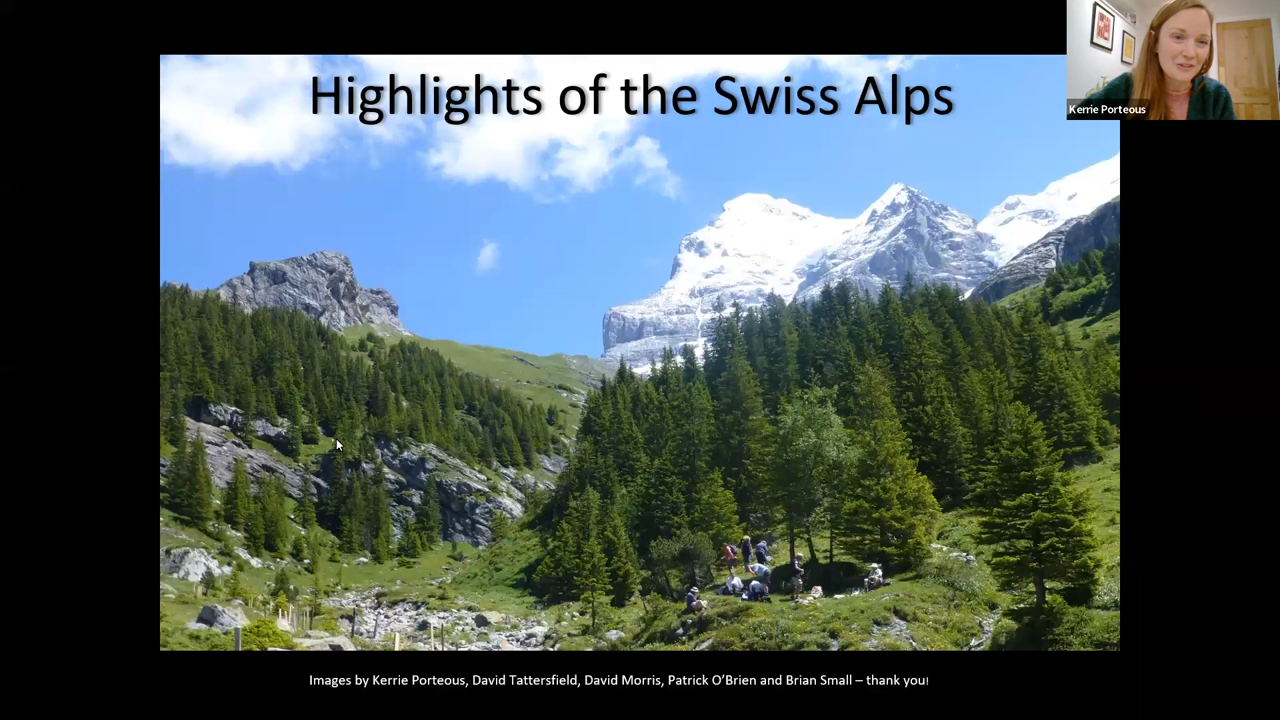 Highlights of the Swiss Alps
Kerrie Porteous
Images by Kerrie Porteous, David Tattersfield, David Morris, Patrick O’Brien and Brian Small – thank you!